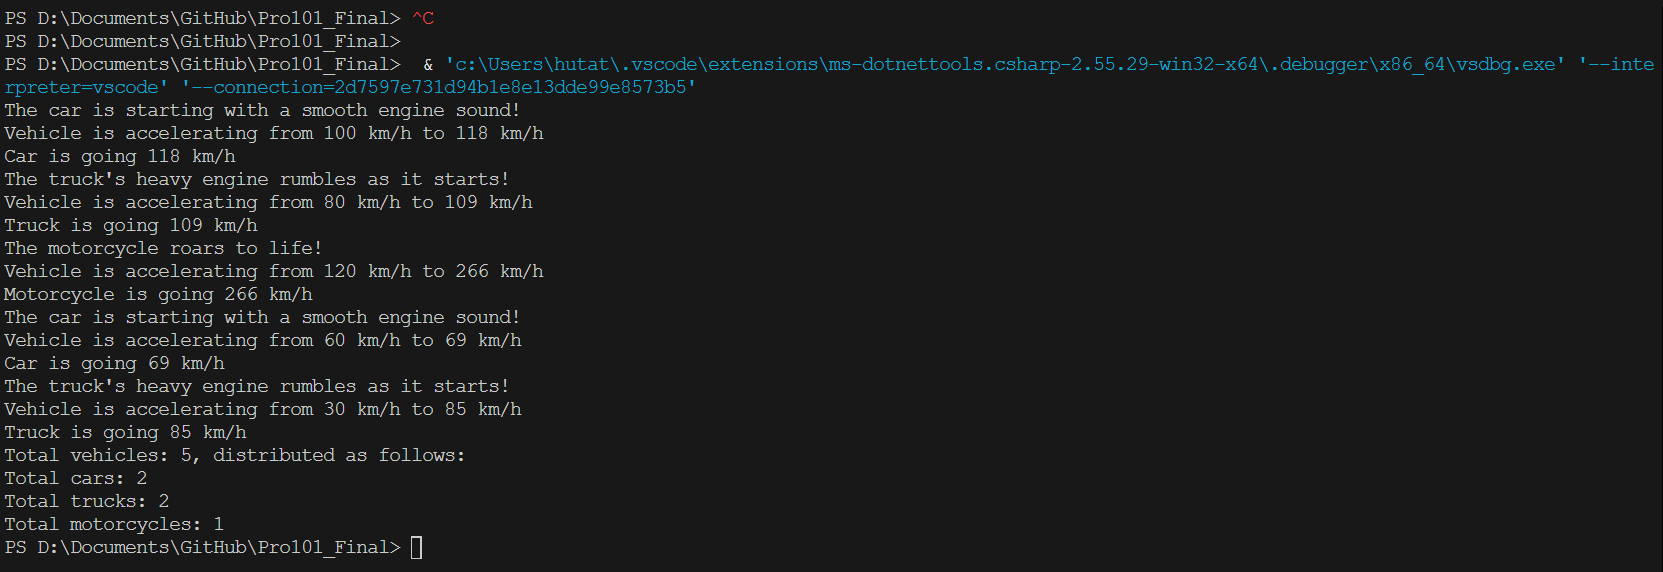 PS D:\Documents\GitHub\Pro101_Final> ^C
PS D:\Documents\GitHub\Pro101_Final>
PS D:\Documents\GitHub\Pro101_Final>  & 'c:\Users\hutat\.vscode\extensions\ms-dotnettools.csharp-2.55.29-win32-x64\.debugger\x86_64\vsdbg.exe' '--inte
rpreter=vscode' '--connection=2d7597e731d94b1e8e13dde99e8573b5'
The car is starting with a smooth engine sound!
Vehicle is accelerating from 100 km/h to 118 km/h
Car is going 118 km/h
The truck's heavy engine rumbles as it starts!
Vehicle is accelerating from 80 km/h to 109 km/h
Truck is going 109 km/h
The motorcycle roars to life!
Vehicle is accelerating from 120 km/h to 266 km/h
Motorcycle is going 266 km/h
The car is starting with a smooth engine sound!
Vehicle is accelerating from 60 km/h to 69 km/h
Car is going 69 km/h
The truck's heavy engine rumbles as it starts!
Vehicle is accelerating from 30 km/h to 85 km/h
Truck is going 85 km/h
Total vehicles: 5, distributed as follows:
Total cars: 2
Total trucks: 2
Total motorcycles: 1
PS D:\Documents\GitHub\Pro101_Final>